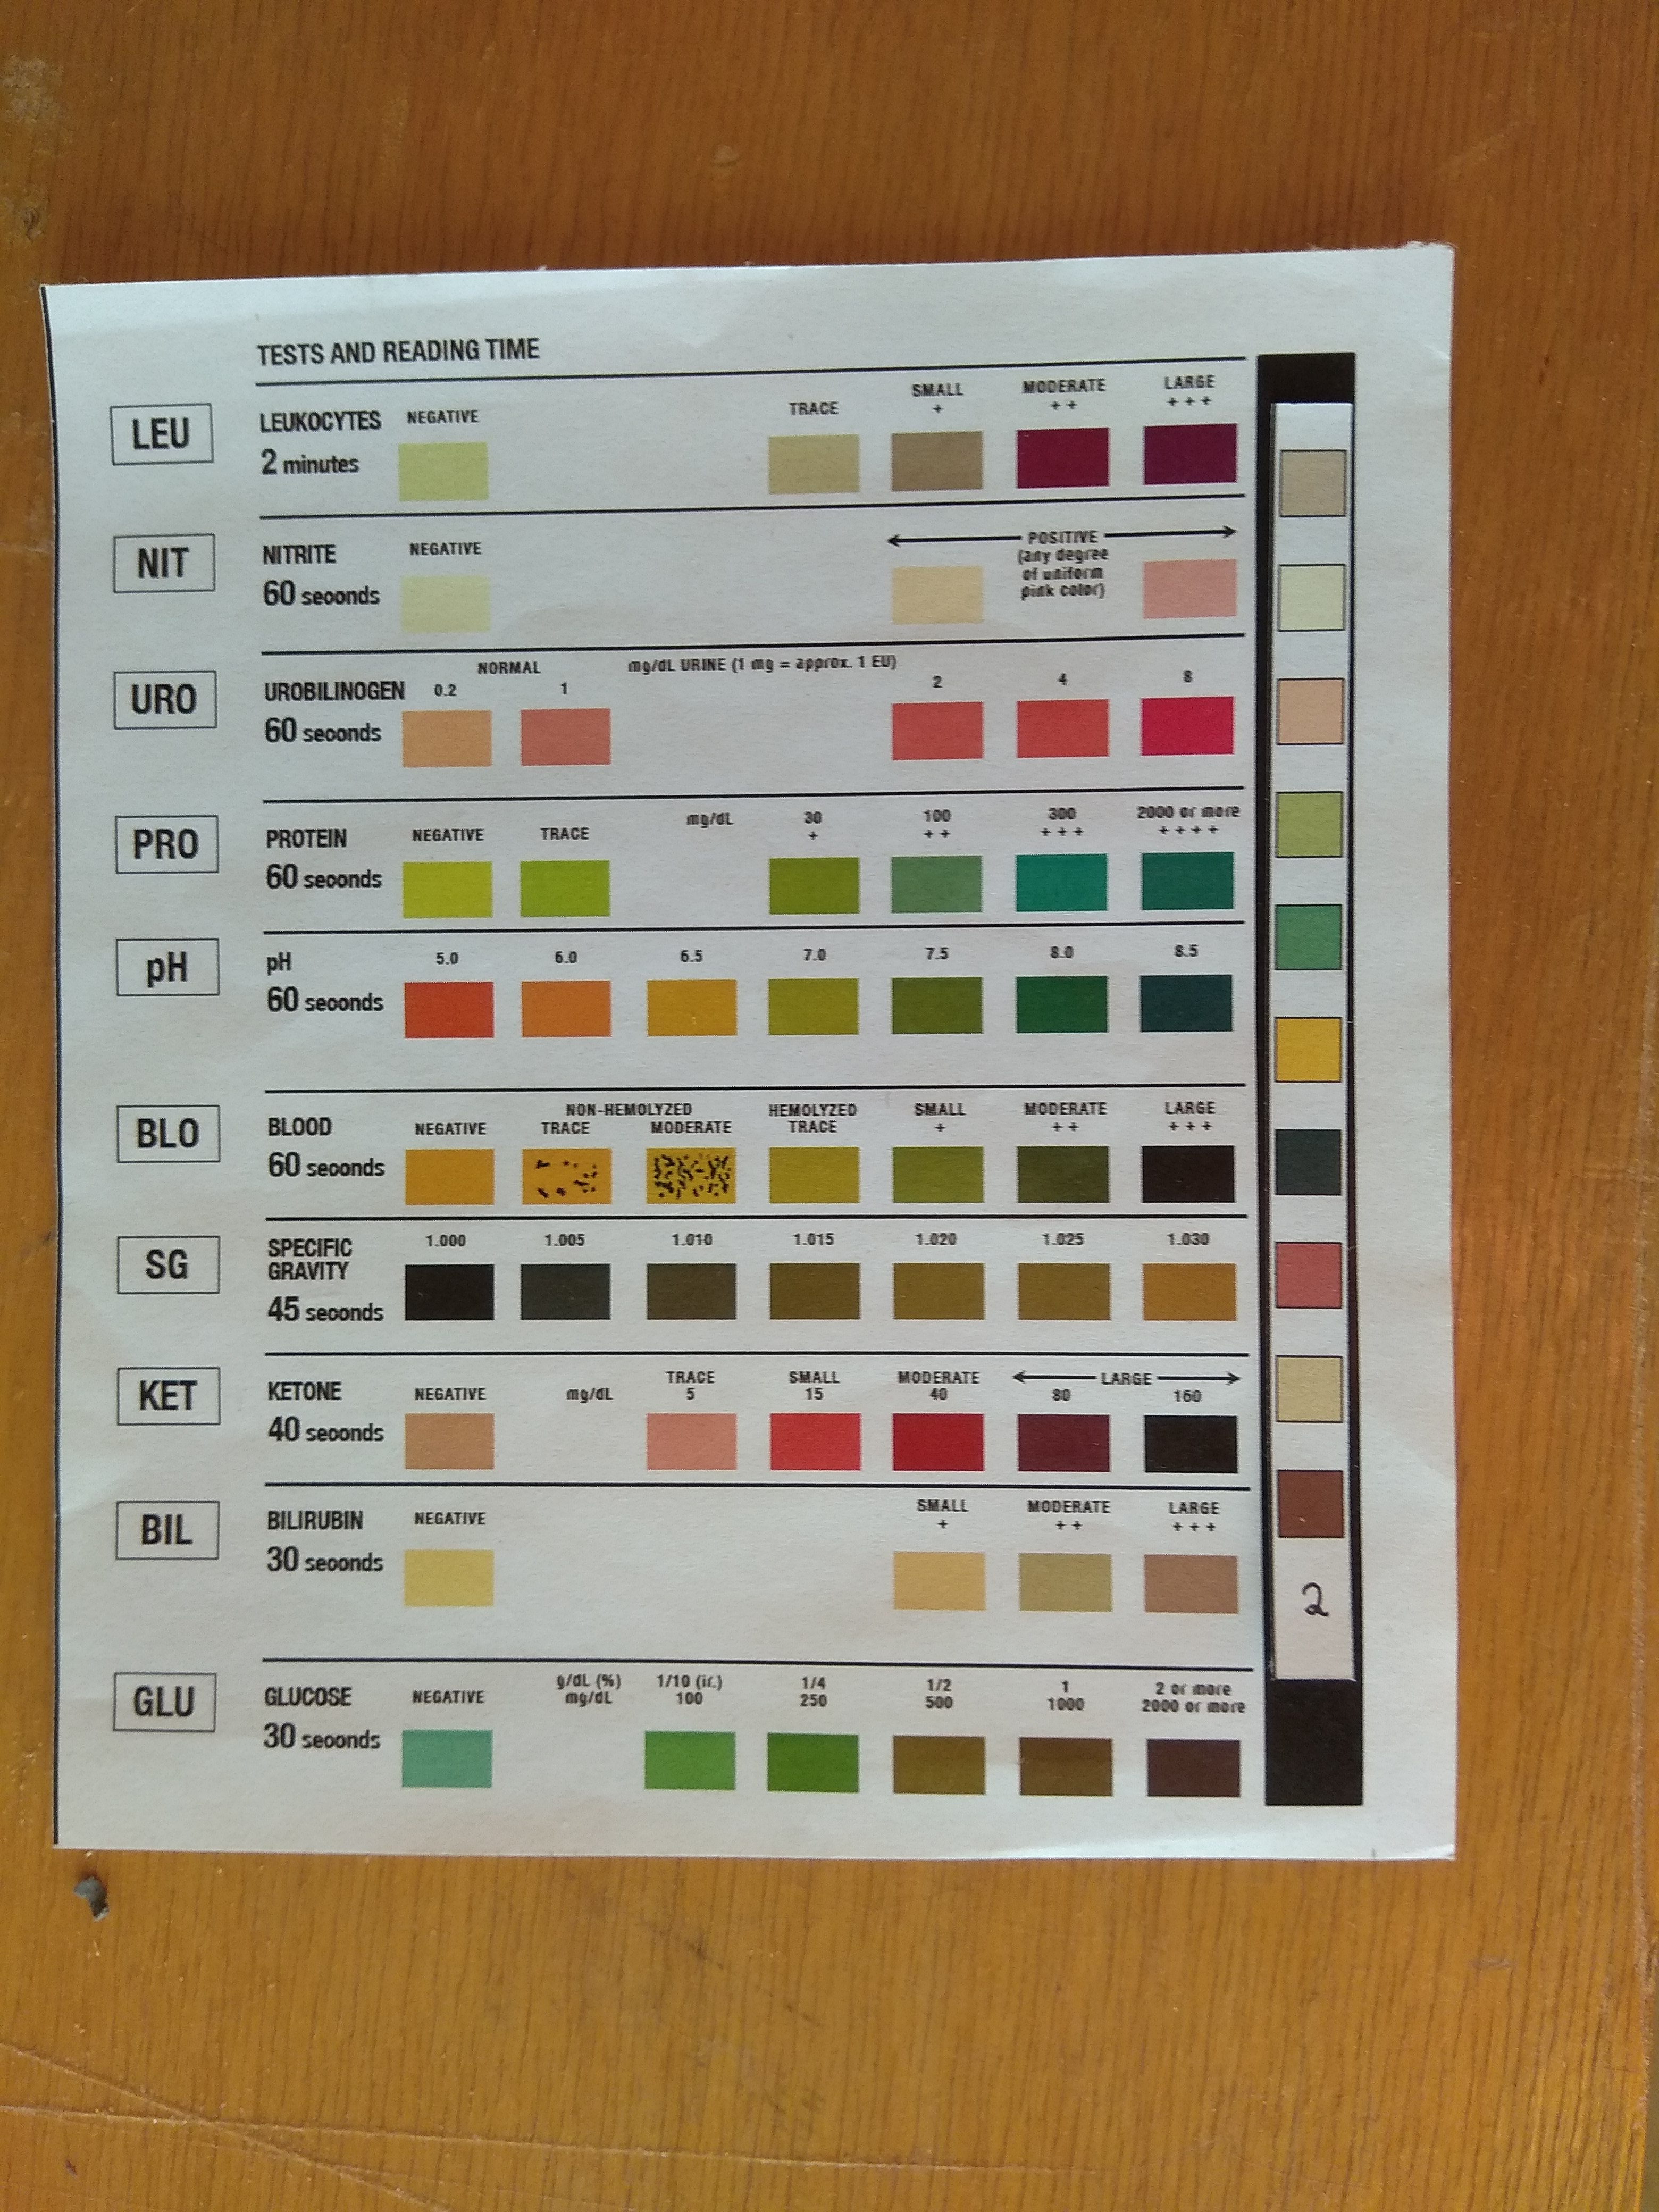 TESTS AND READING TIME
LEU
LEUKOCYTES
2 minutes
NEGATIVE
TRACE
SMALL
+
MODERATE
+ +
LARGE
+ + +
NIT
NITRITE
60 seconds
NEGATIVE
POSITIVE
(any degree
of uniform
pink color)
URO
UROBILINOGEN
60 seconds
NORMAL
0.2
1
mg/dL URINE (1 mg = approx. 1 EU)
2
4
8
PRO
PROTEIN
60 seconds
NEGATIVE
TRACE
mg/dL
30
+
100
+ +
300
+ + +
2000 or more
+ + + +
pH
pH
60 seconds
5.0
6.0
6.5
7.0
7.5
8.0
8.5
BLO
BLOOD
60 seconds
NEGATIVE
NON-HEMOLYZED
TRACE
MODERATE
HEMOLYZED
TRACE
SMALL
+
MODERATE
+ +
LARGE
+ + +
SG
SPECIFIC
GRAVITY
45 seconds
1.000
1.005
1.010
1.015
1.020
1.025
1.030
KET
KETONE
40 seconds
NEGATIVE
mg/dL
TRACE
5
SMALL
15
MODERATE
40
LARGE
80
160
BIL
BILIRUBIN
30 seconds
NEGATIVE
SMALL
+
MODERATE
+ +
LARGE
+ + +
2
GLU
GLUCOSE
30 seconds
NEGATIVE
g/dL (%)
mg/dL
1/10 (tr.)
100
1/4
250
1/2
500
1
1000
2 or more
2000 or more